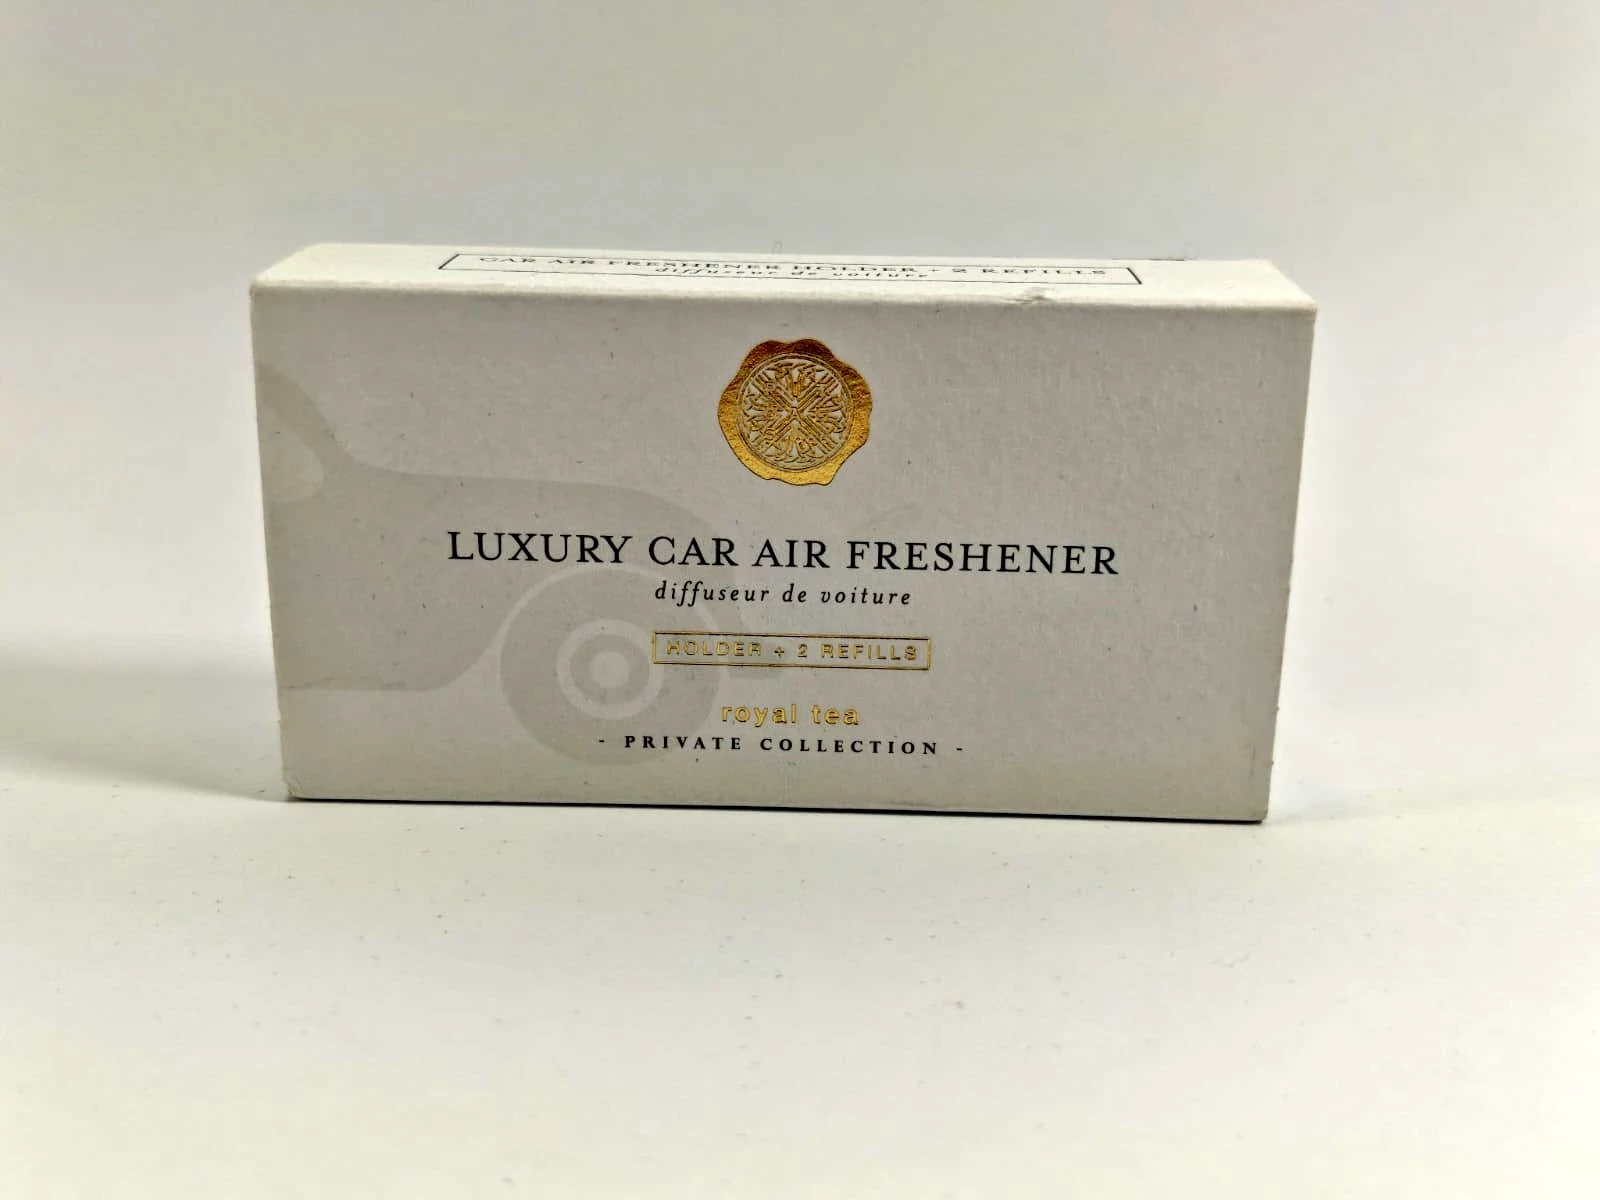 CAR AIR FRESHENER HOLDER + 2 REFILLS
diffuseur de voiture
LUXURY CAR AIR FRESHENER
diffuseur de voiture
HOLDER + 2 REFILLS
royal tea
- PRIVATE COLLECTION -